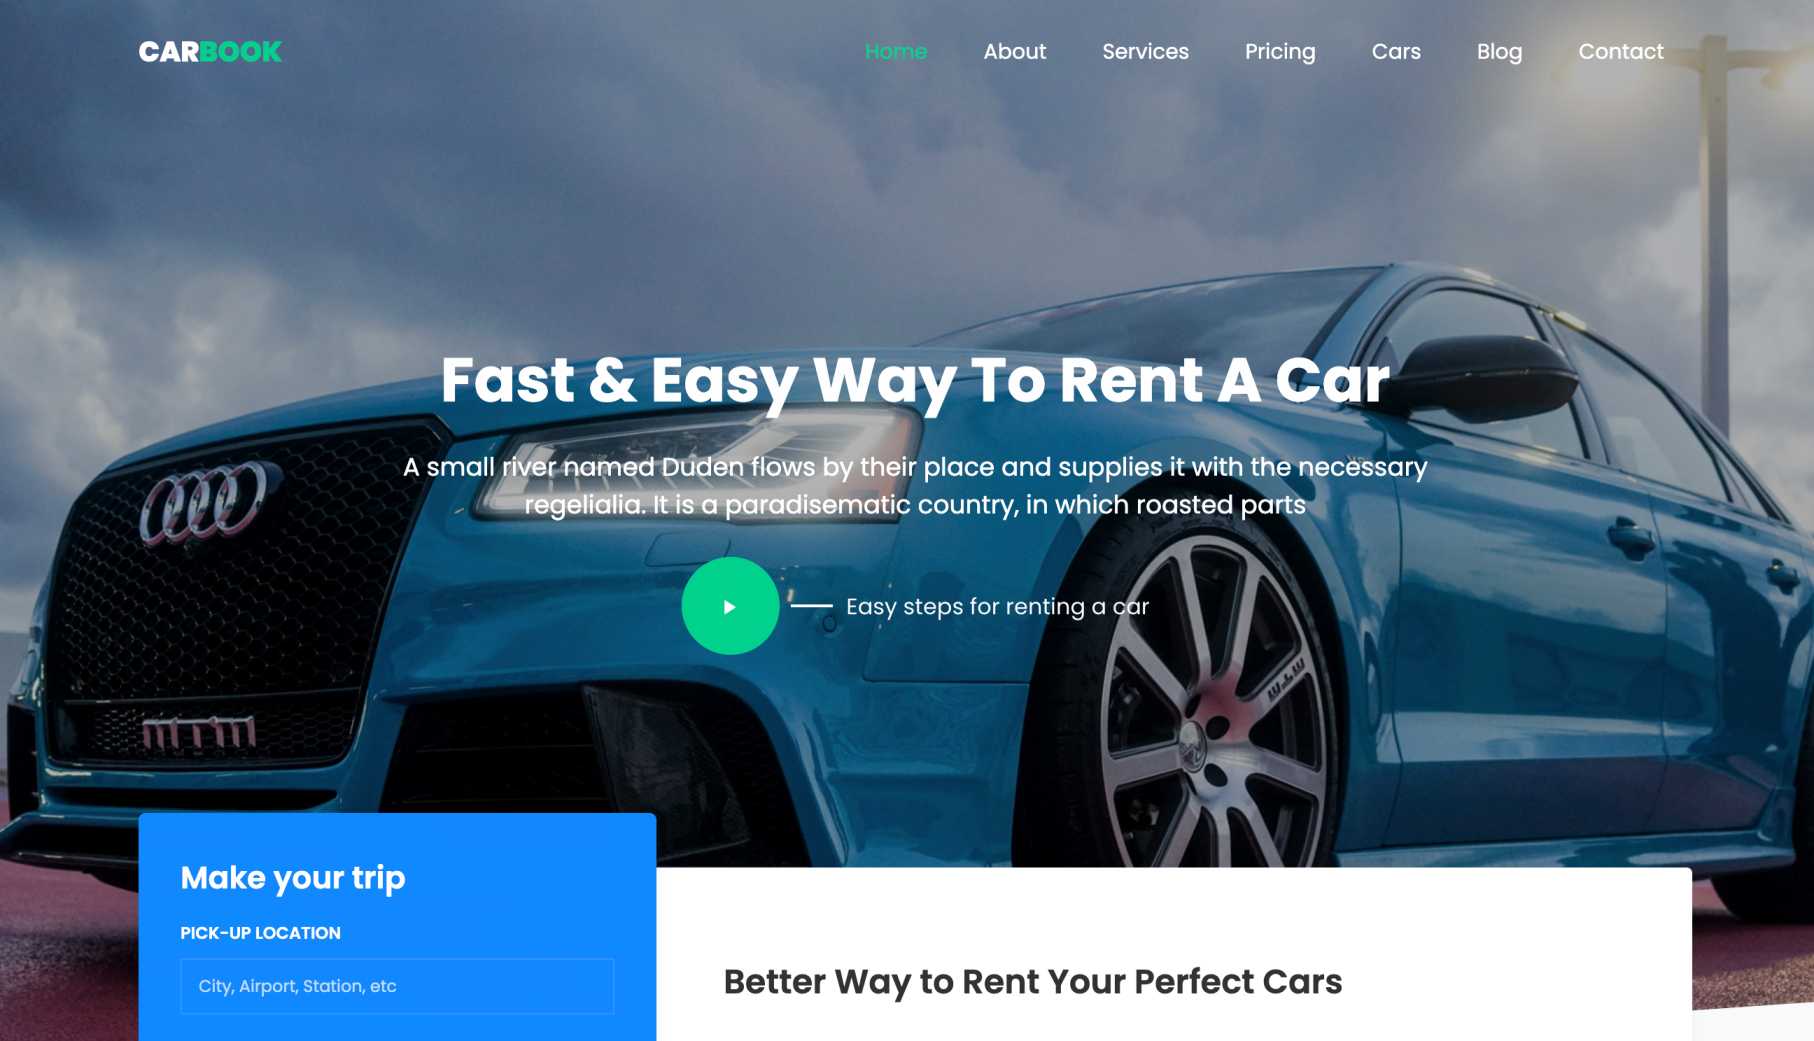 CARBOOK
Home About Services Pricing Cars Blog Contact
Fast & Easy Way To Rent A Car
A small river named Duden flows by their place and supplies it with the necessary
regelialia. It is a paradisematic country, in which roasted parts
Easy steps for renting a car
mtm
MTM
Make your trip
PICK-UP LOCATION
City, Airport, Station, etc
Better Way to Rent Your Perfect Cars